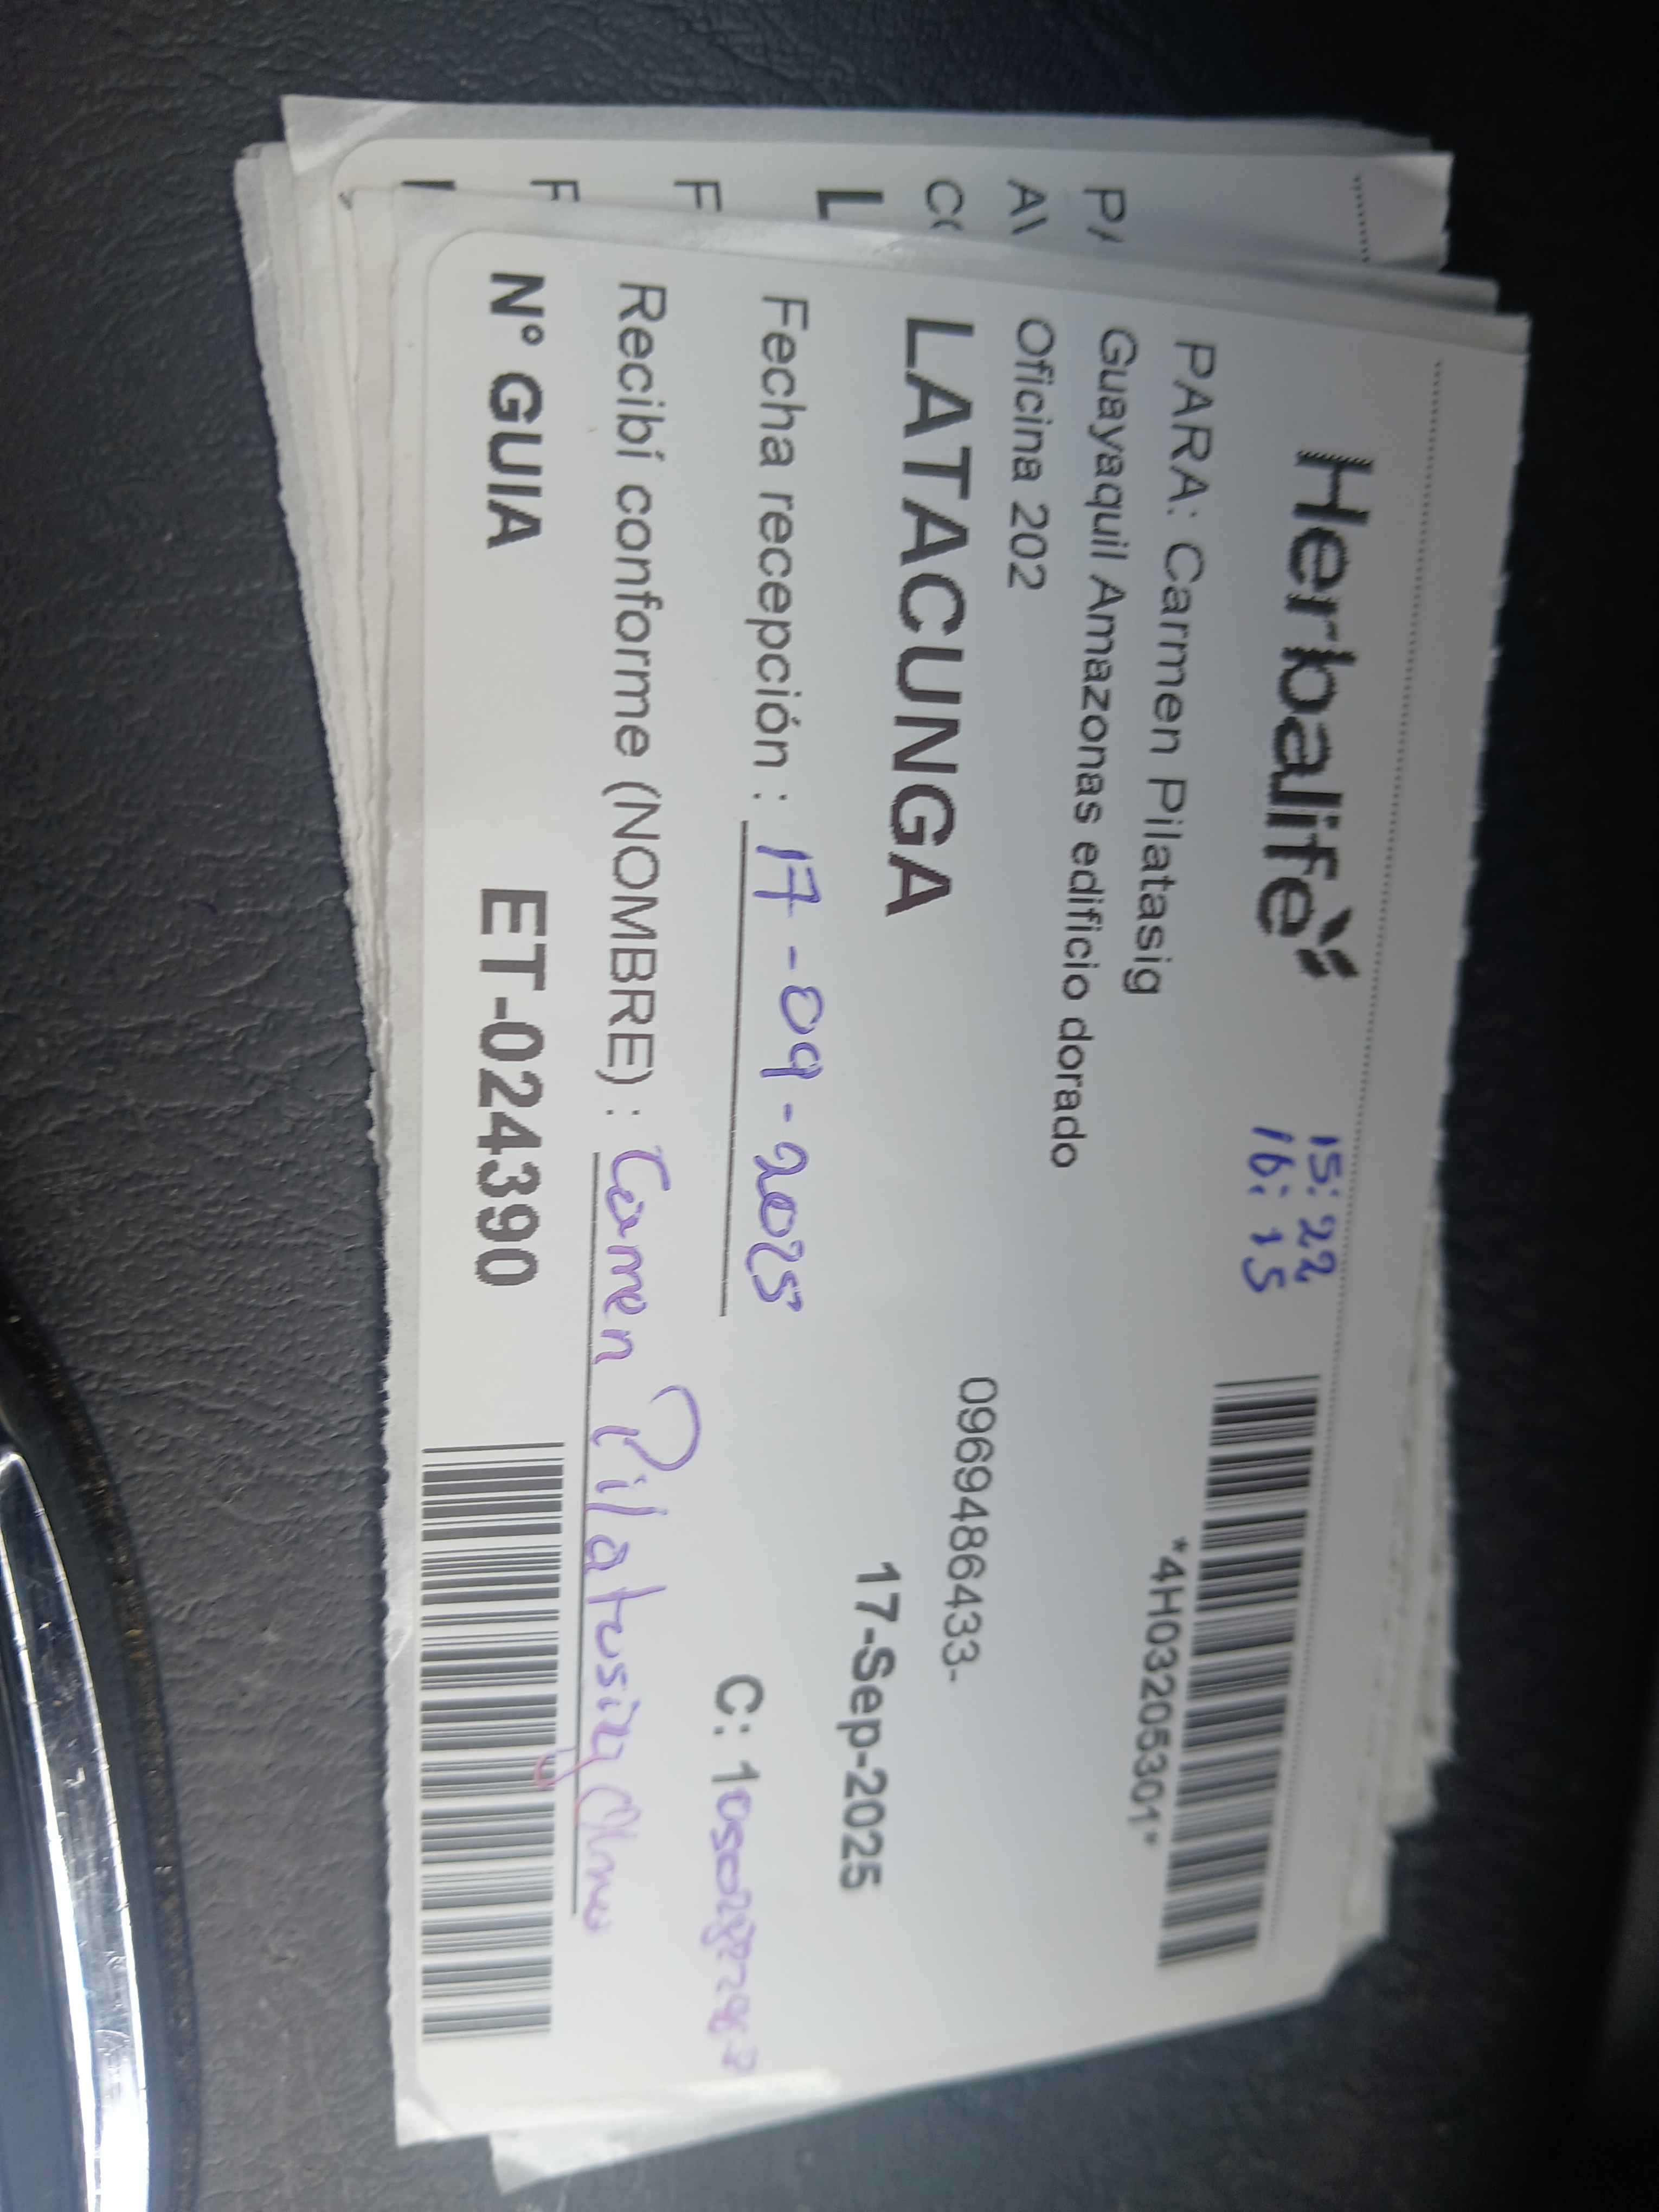 Herbalife
15:22
16:15
*4H03205301*
PARA: Carmen Pilatasig
Guayaquil Amazonas edificio dorado
Oficina 202
0969486433-
LATACUNGA
17-Sep-2025
Fecha recepción : 17-09-2025
C: 1
Recibí conforme (NOMBRE) : Carmen Pilatasig
N° GUIA ET-024390